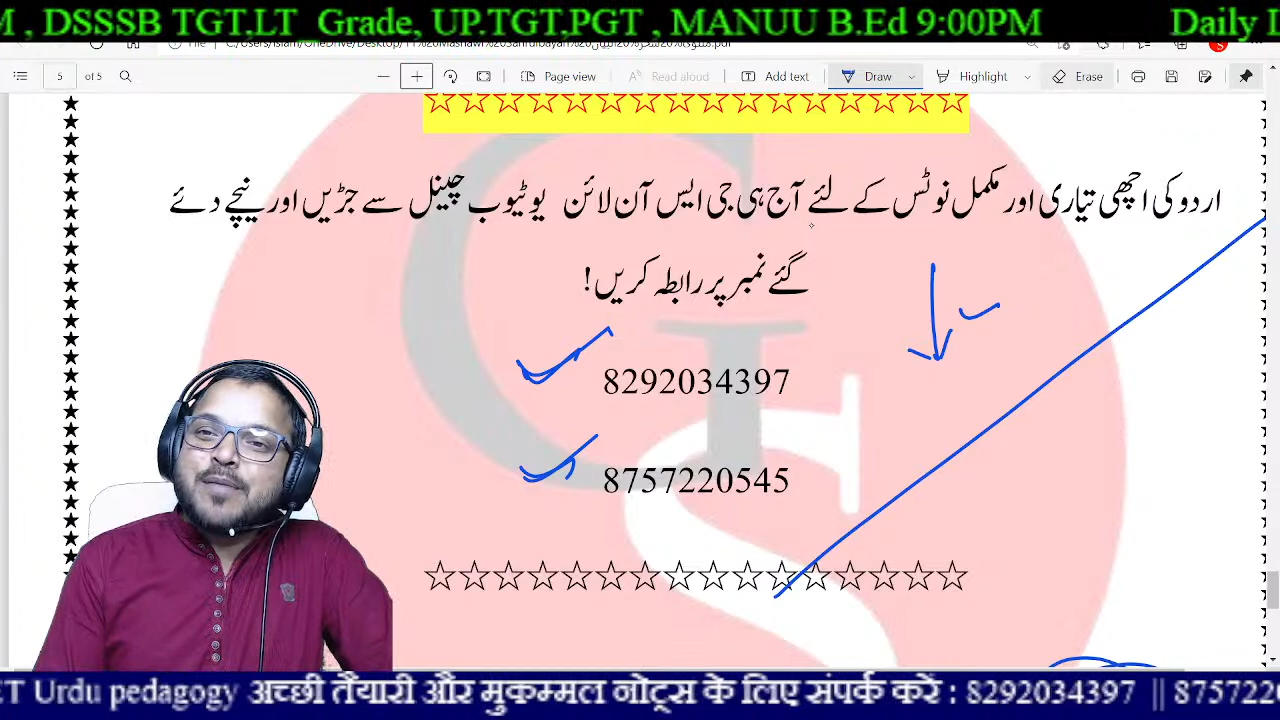 M , DSSSB TGT,LT_Grade, UP.TGT,PGT , MANUU B.Ed 9:00PM Daily
5 of 5 Page view Read aloud Add text Draw Highlight Erase
اردو کی اچھی تیاری اور مکمل نوٹس کے لئے آج ہی جی ایس آن لائن یوٹیوب چینل سے جڑیں اور نیچے دئے
گئے نمبر پر رابطہ کریں!
8292034397
8757220545
ET Urdu pedagogy अच्छी तैयारी और मुकम्मल नोट्स के लिए संपर्क करें : 8292034397 || 875722